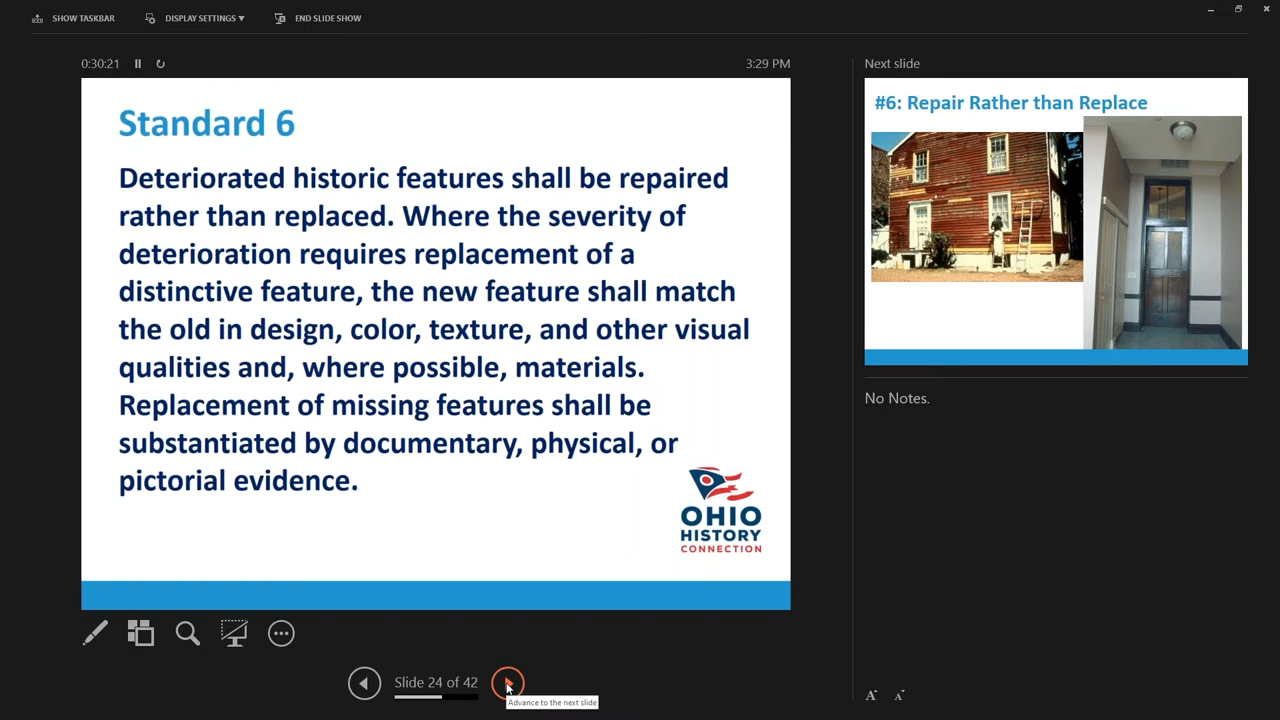 SHOW TASKBAR
DISPLAY SETTINGS ▼
END SLIDE SHOW
0:30:21
3:29 PM
Standard 6
Deteriorated historic features shall be repaired
rather than replaced. Where the severity of
deterioration requires replacement of a
distinctive feature, the new feature shall match
the old in design, color, texture, and other visual
qualities and, where possible, materials.
Replacement of missing features shall be
substantiated by documentary, physical, or
pictorial evidence.
OHIO
HISTORY
CONNECTION
Slide 24 of 42
Advance to the next slide
Next slide
#6: Repair Rather than Replace
No Notes.
A A